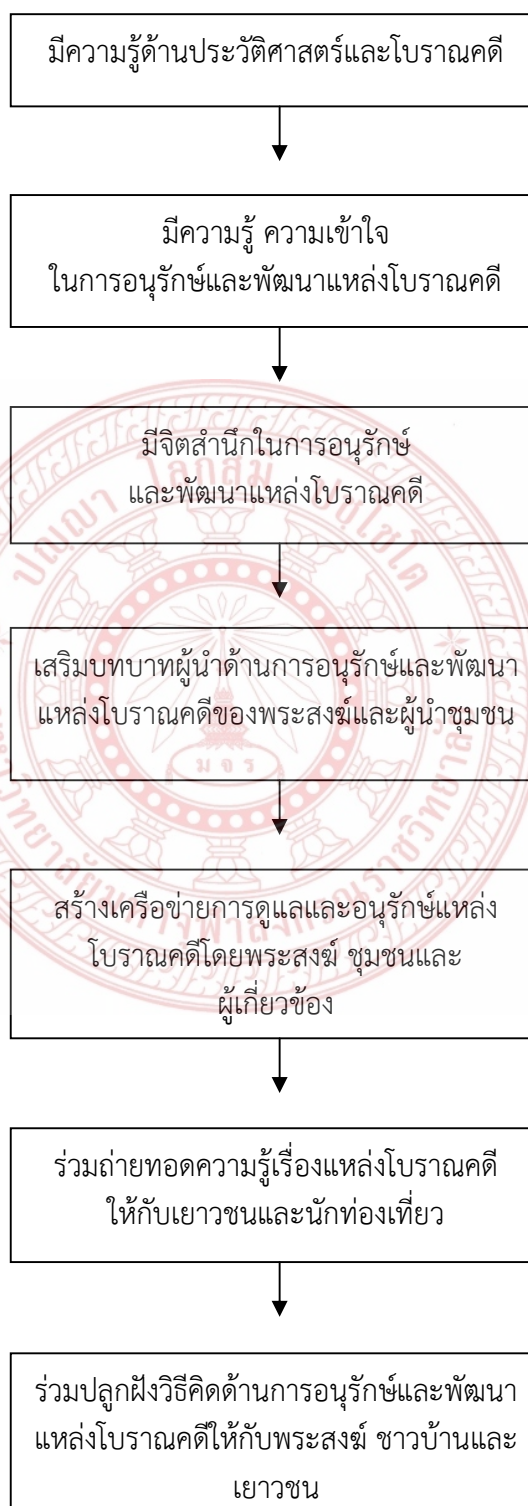 มีความรู้ด้านประวัติศาสตร์และโบราณคดี
มีความรู้ ความเข้าใจ
ในการอนุรักษ์และพัฒนาแหล่งโบราณคดี
มีจิตสำนึกในการอนุรักษ์
และพัฒนาแหล่งโบราณคดี
เสริมบทบาทผู้นำด้านการอนุรักษ์และพัฒนา
แหล่งโบราณคดีของพระสงฆ์และผู้นำชุมชน
สร้างเครือข่ายการดูแลและอนุรักษ์แหล่ง
โบราณคดีโดยพระสงฆ์ ชุมชนและ
ผู้เกี่ยวข้อง
ร่วมถ่ายทอดความรู้เรื่องแหล่งโบราณคดี
ให้กับเยาวชนและนักท่องเที่ยว
ร่วมปลูกฝังวิธีคิดด้านการอนุรักษ์และพัฒนา
แหล่งโบราณคดีให้กับพระสงฆ์ ชาวบ้านและ
เยาวชน
ปญฺญา โลกสฺมิ ปชฺโชโต
ม จ ร